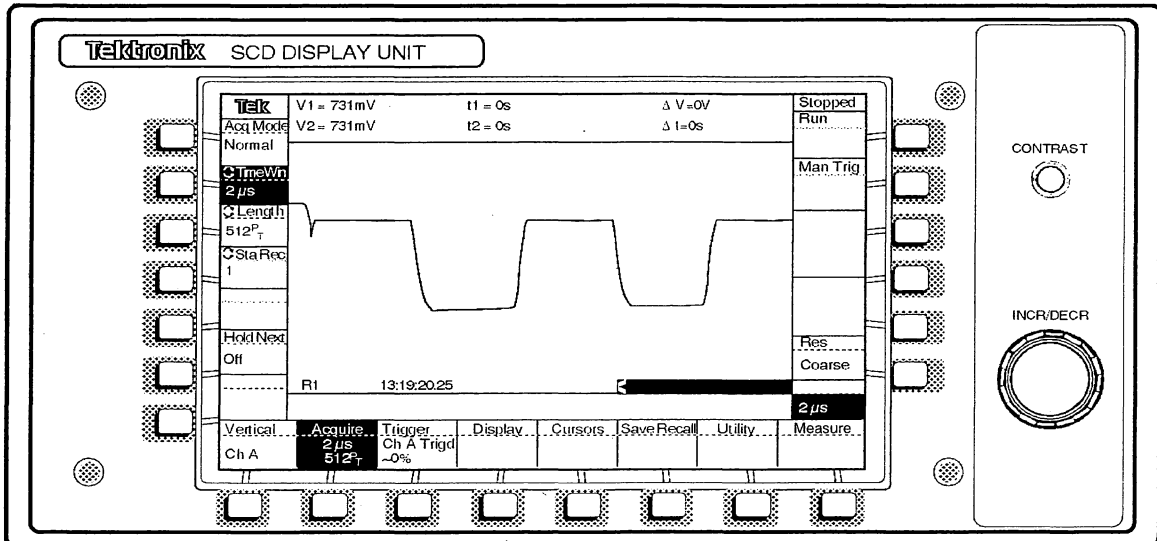 Tektronix SCD DISPLAY UNIT
Tek V1 = 731mV t1 = 0s Δ V=0V Stopped
Acq Mode V2 = 731mV t2 = 0s Δ t=0s Run
Normal
TimeWin Man Trig
2 µs
Length
512PT
Sta Rec
1
Hold Next Res
Off Coarse
R1 13:19:20.25
2 µs
Vertical Acquire Trigger Display Cursors Save Recall Utility Measure
Ch A 2 µs Ch A Trigd
512PT ~0%
CONTRAST
INCR/DECR